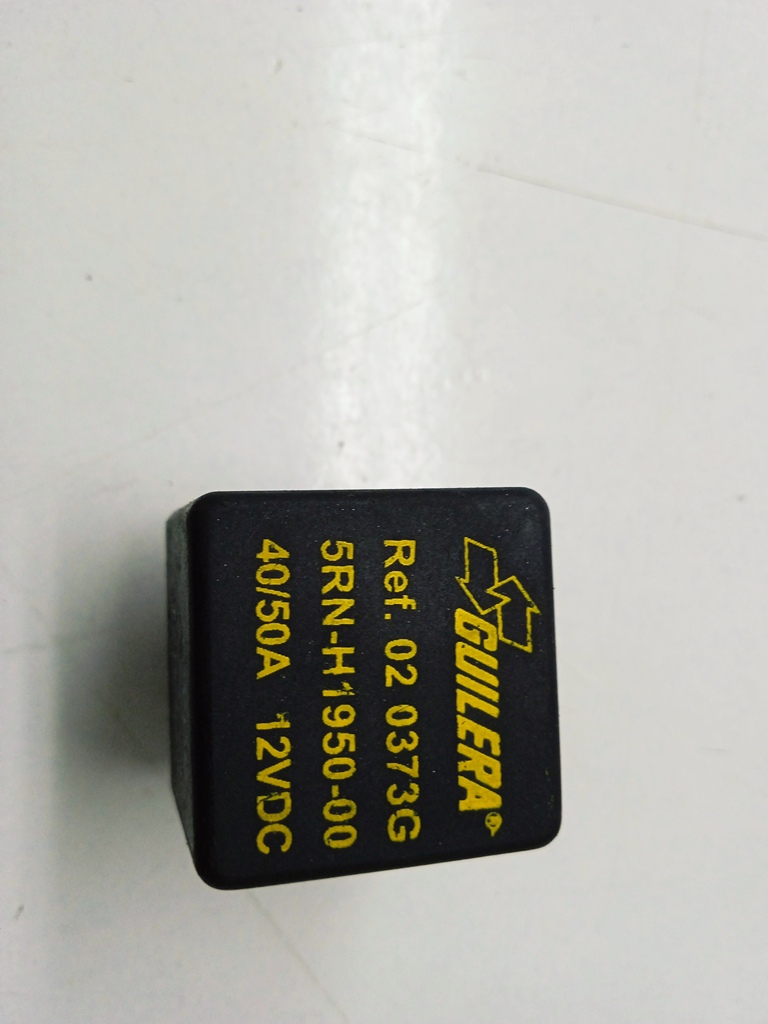 GUILERA
Ref. 02 0373G
5RN-H1950-00
40/50A 12VDC